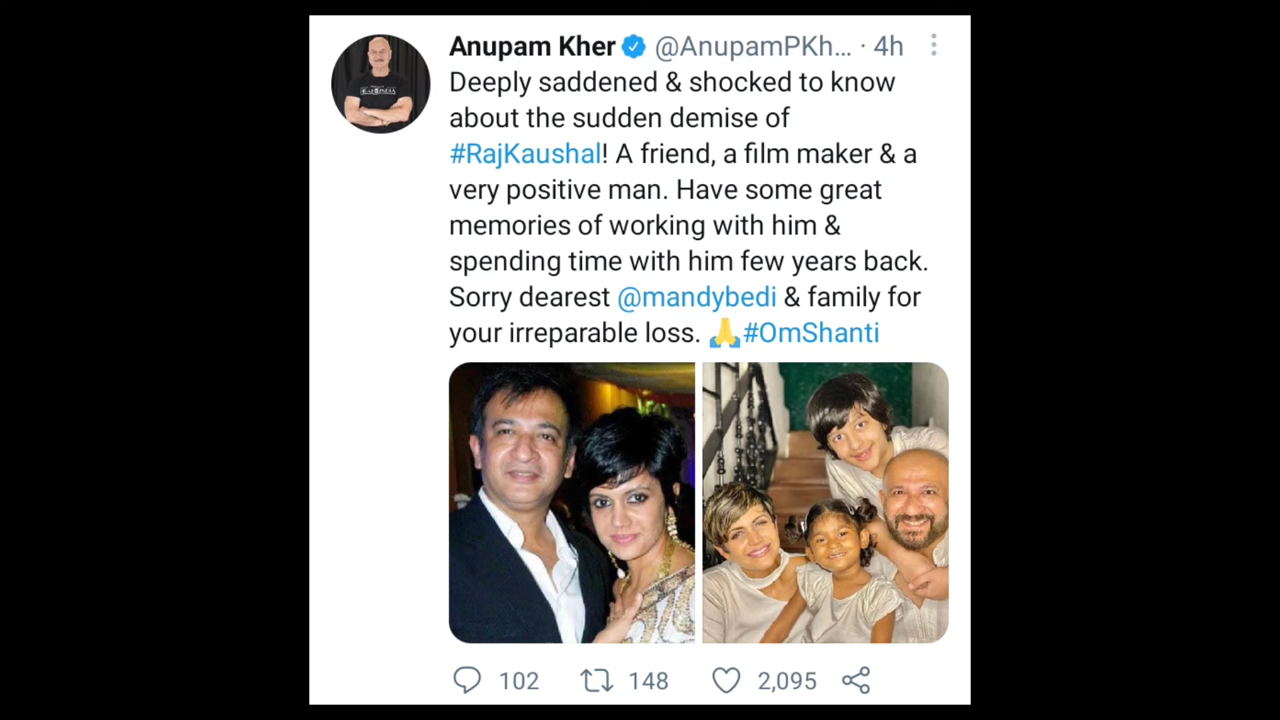 Anupam Kher @AnupamPKh... · 4h
Deeply saddened & shocked to know
about the sudden demise of
#RajKaushal! A friend, a film maker & a
very positive man. Have some great
memories of working with him &
spending time with him few years back.
Sorry dearest @mandybedi & family for
your irreparable loss. 🙏#OmShanti
102 148 2,095